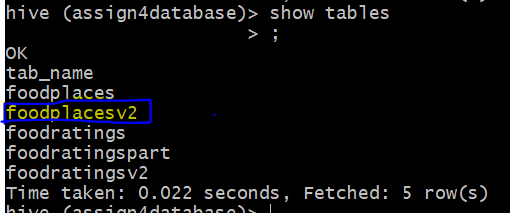 hive (assign4database)> show tables
> ;
OK
tab_name
foodplaces
foodplacesv2
foodratings
foodratingspart
foodratingsv2
Time taken: 0.022 seconds, Fetched: 5 row(s)
hive (assign4database)>